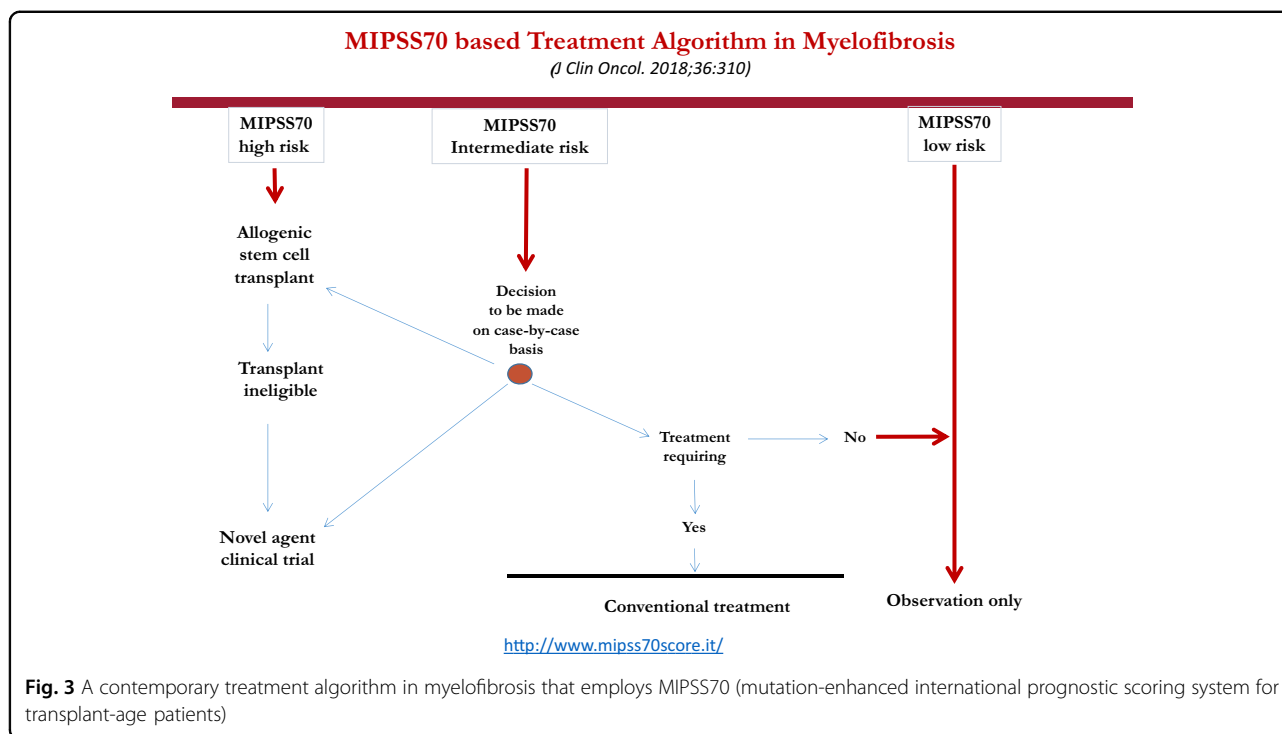 MIPSS70 based Treatment Algorithm in Myelofibrosis
(J Clin Oncol. 2018;36:310)
MIPSS70
high risk
MIPSS70
Intermediate risk
MIPSS70
low risk
Allogenic
stem cell
transplant
Decision
to be made
on case-by-case
basis
Transplant
ineligible
Treatment
requiring
No
Yes
Novel agent
clinical trial
Conventional treatment
Observation only
http://www.mipss70score.it/
Fig. 3 A contemporary treatment algorithm in myelofibrosis that employs MIPSS70 (mutation-enhanced international prognostic scoring system for
transplant-age patients)